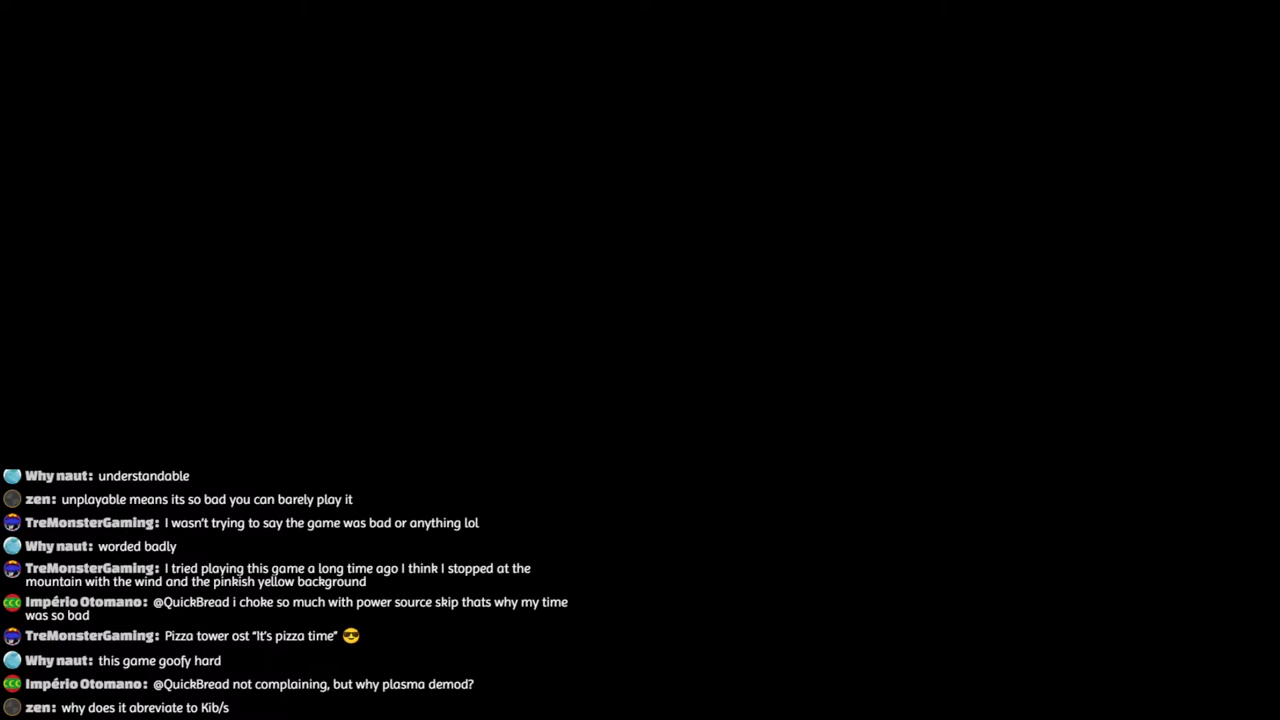 Why naut: understandable
zen: unplayable means its so bad you can barely play it
TreMonsterGaming: I wasn't trying to say the game was bad or anything lol
Why naut: worded badly
TreMonsterGaming: I tried playing this game a long time ago I think I stopped at the
mountain with the wind and the pinkish yellow background
Império Otomano: @QuickBread i choke so much with power source skip thats why my time
was so bad
TreMonsterGaming: Pizza tower ost “It's pizza time” 😎
Why naut: this game goofy hard
Império Otomano: @QuickBread not complaining, but why plasma demod?
zen: why does it abreviate to Kib/s